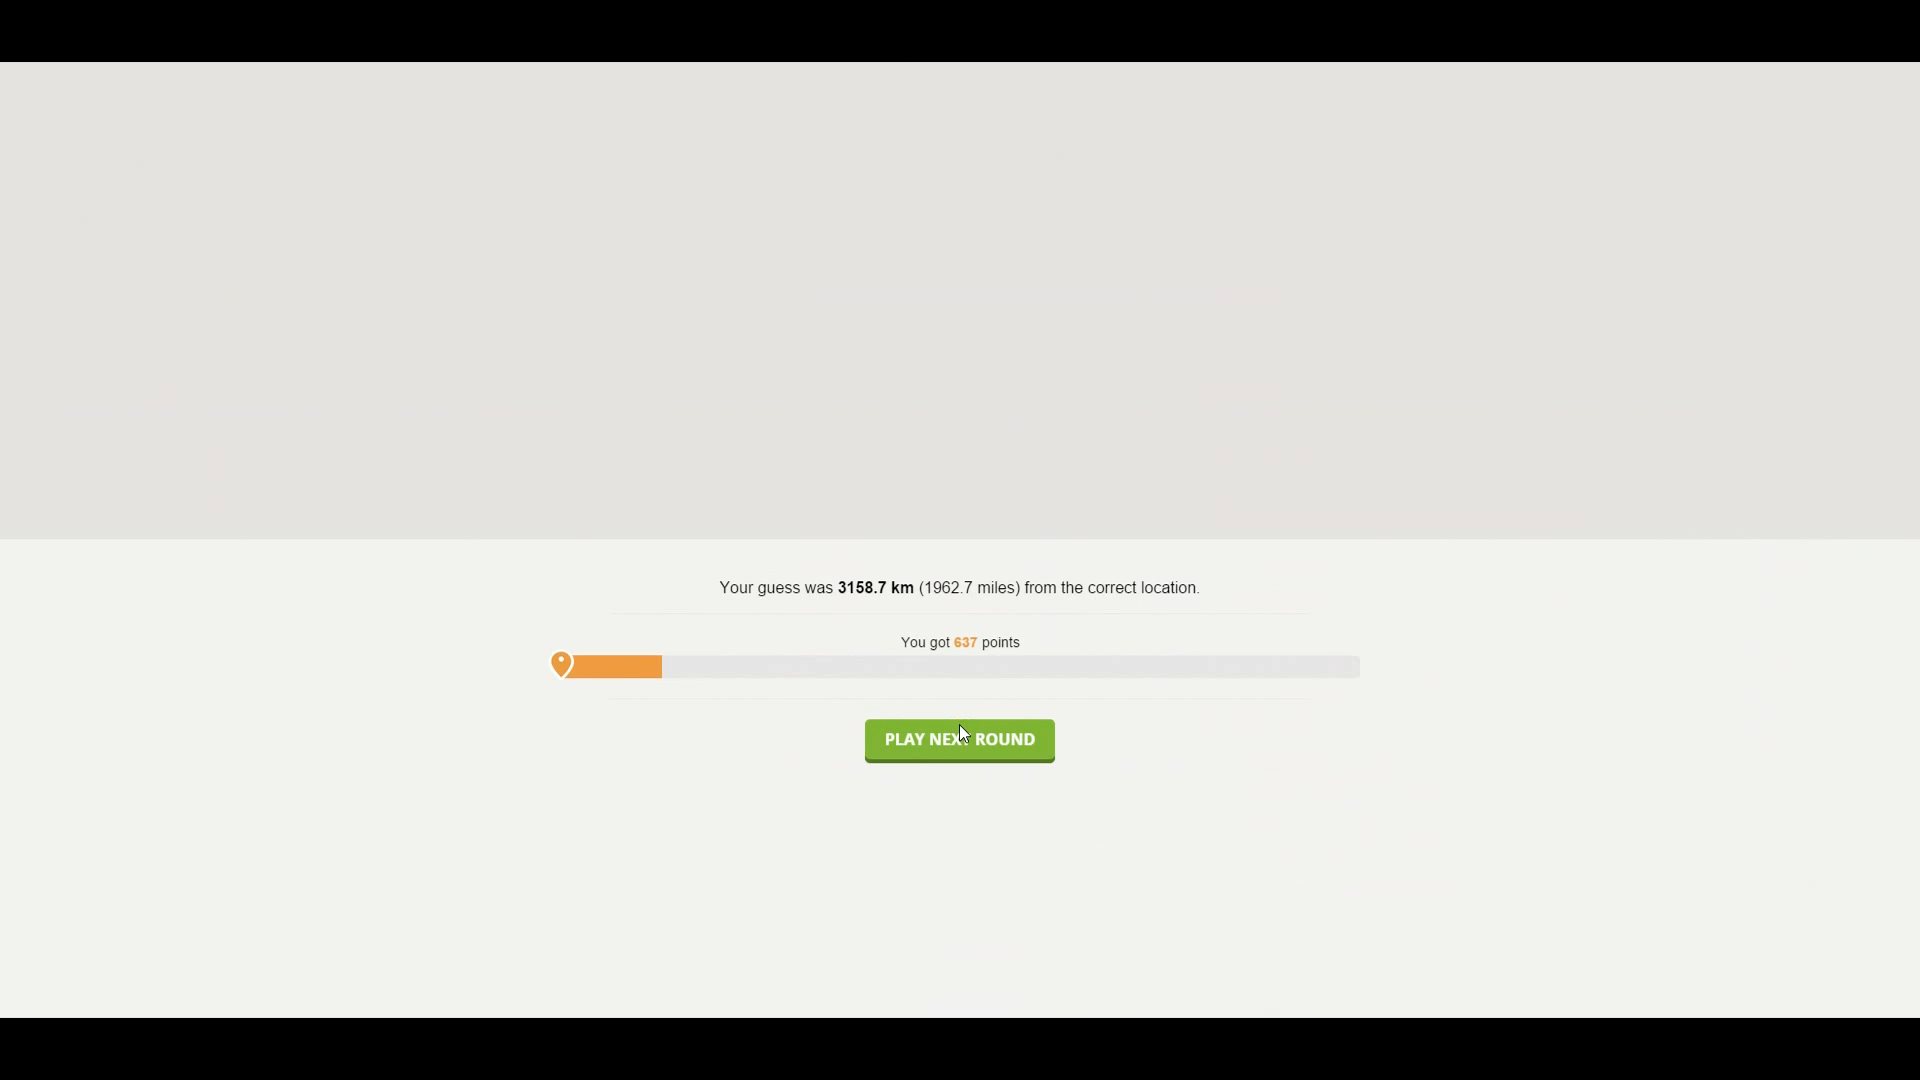 Your guess was 3158.7 km (1962.7 miles) from the correct location.
You got 637 points
PLAY NEXT ROUND